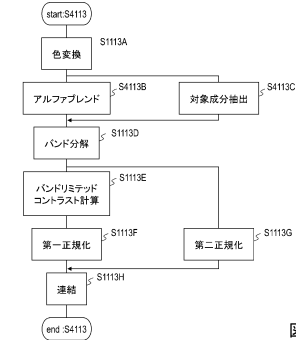 start:S4113
S1113A
色変換
S4113B
S4113C
アルファブレンド
対象成分抽出
S1113D
バンド分解
S1113E
バンドリミテッド
コントラスト計算
S1113F
S1113G
第一正規化
第二正規化
S1113H
連結
end :S4113